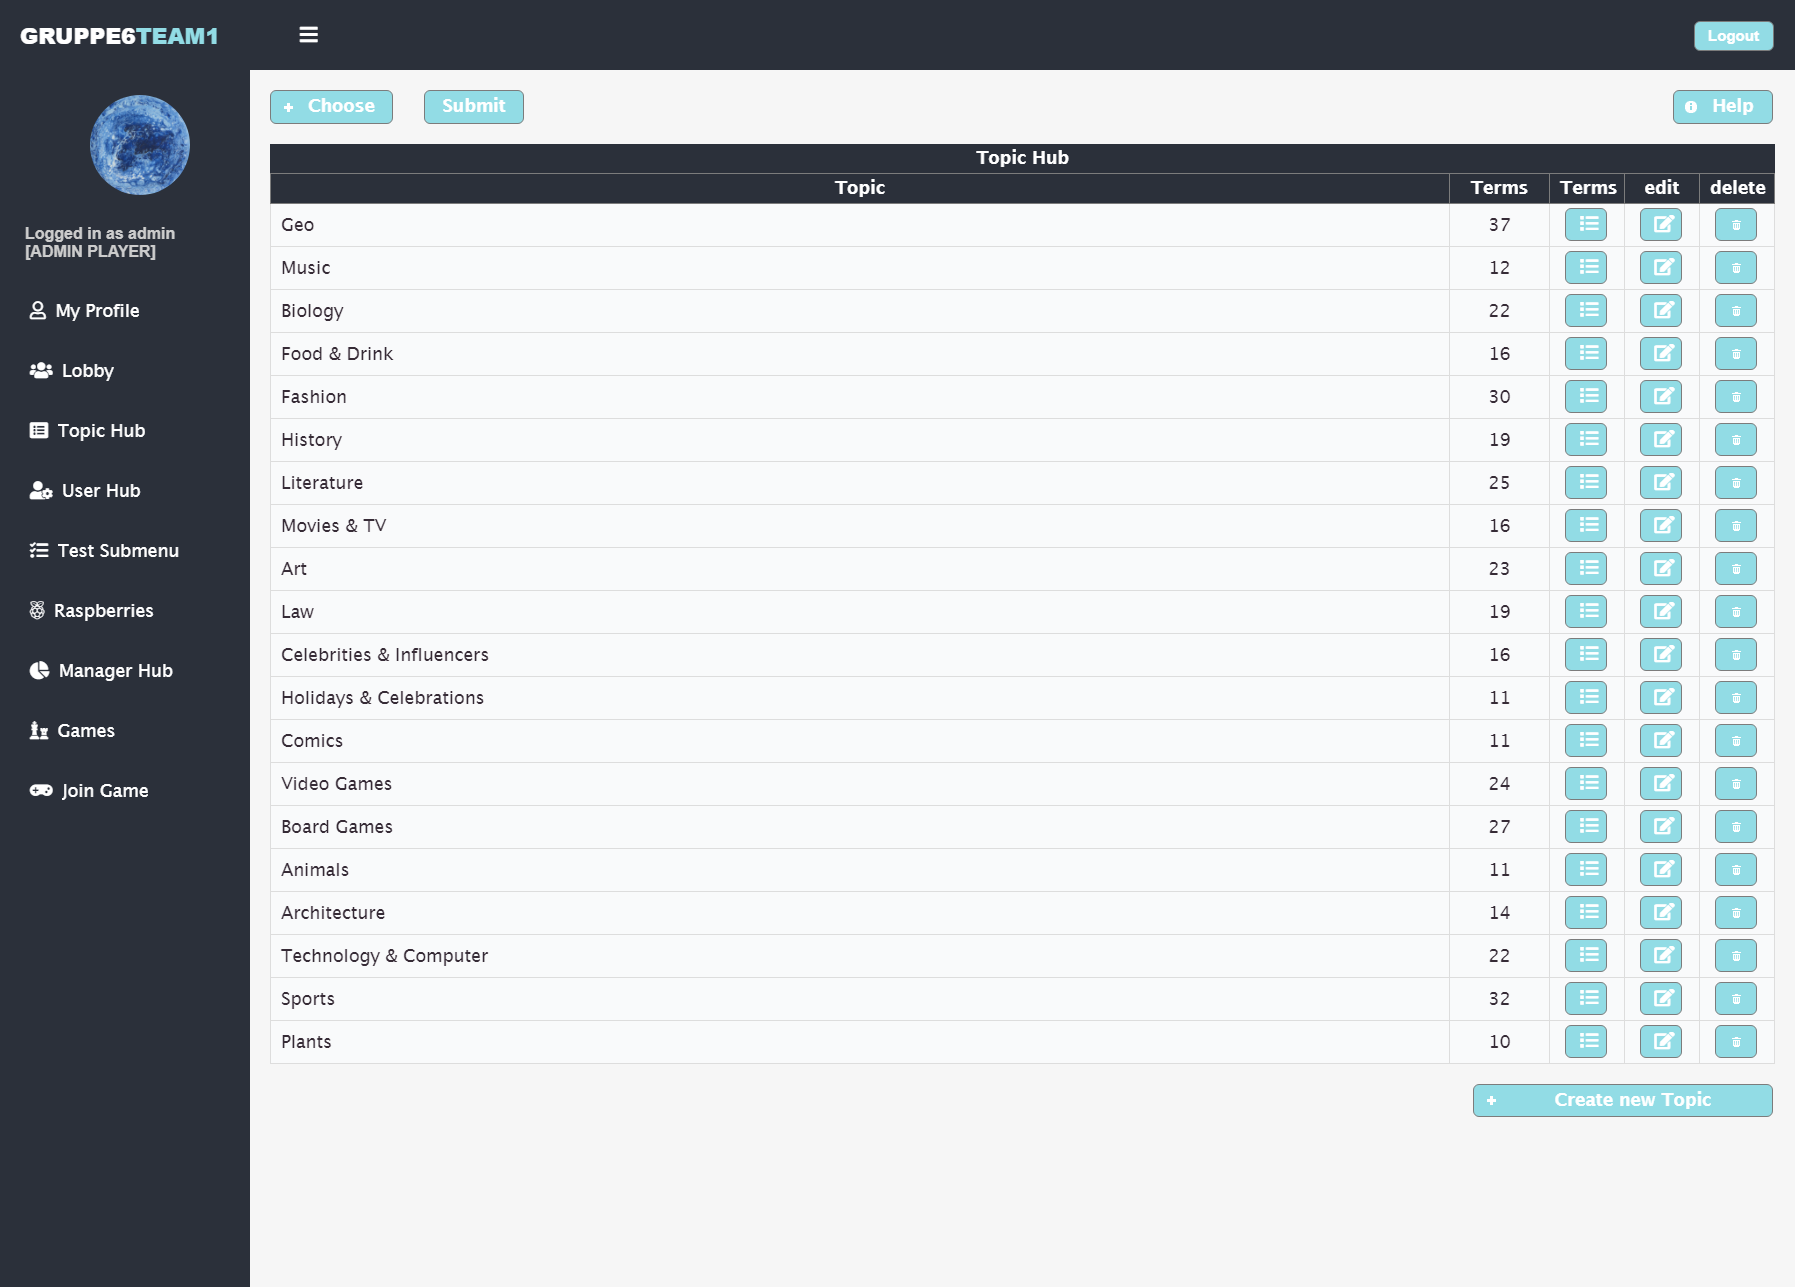 GRUPPE6TEAM1
Logout
Logged in as admin
[ADMIN PLAYER]
My Profile
Lobby
Topic Hub
User Hub
Test Submenu
Raspberries
Manager Hub
Games
Join Game
Choose Submit Help
Topic Hub
Topic Terms Terms edit delete
Geo 37
Music 12
Biology 22
Food & Drink 16
Fashion 30
History 19
Literature 25
Movies & TV 16
Art 23
Law 19
Celebrities & Influencers 16
Holidays & Celebrations 11
Comics 11
Video Games 24
Board Games 27
Animals 11
Architecture 14
Technology & Computer 22
Sports 32
Plants 10
Create new Topic